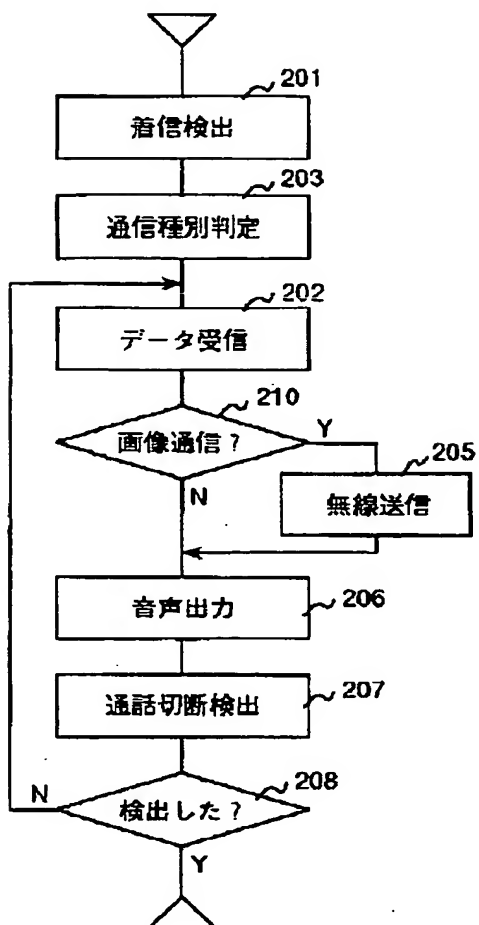 201
着信検出
203
通信種別判定
202
データ受信
210
画像通信?
Y
205
N
無線送信
206
音声出力
207
通話切断検出
208
N
検出した?
Y